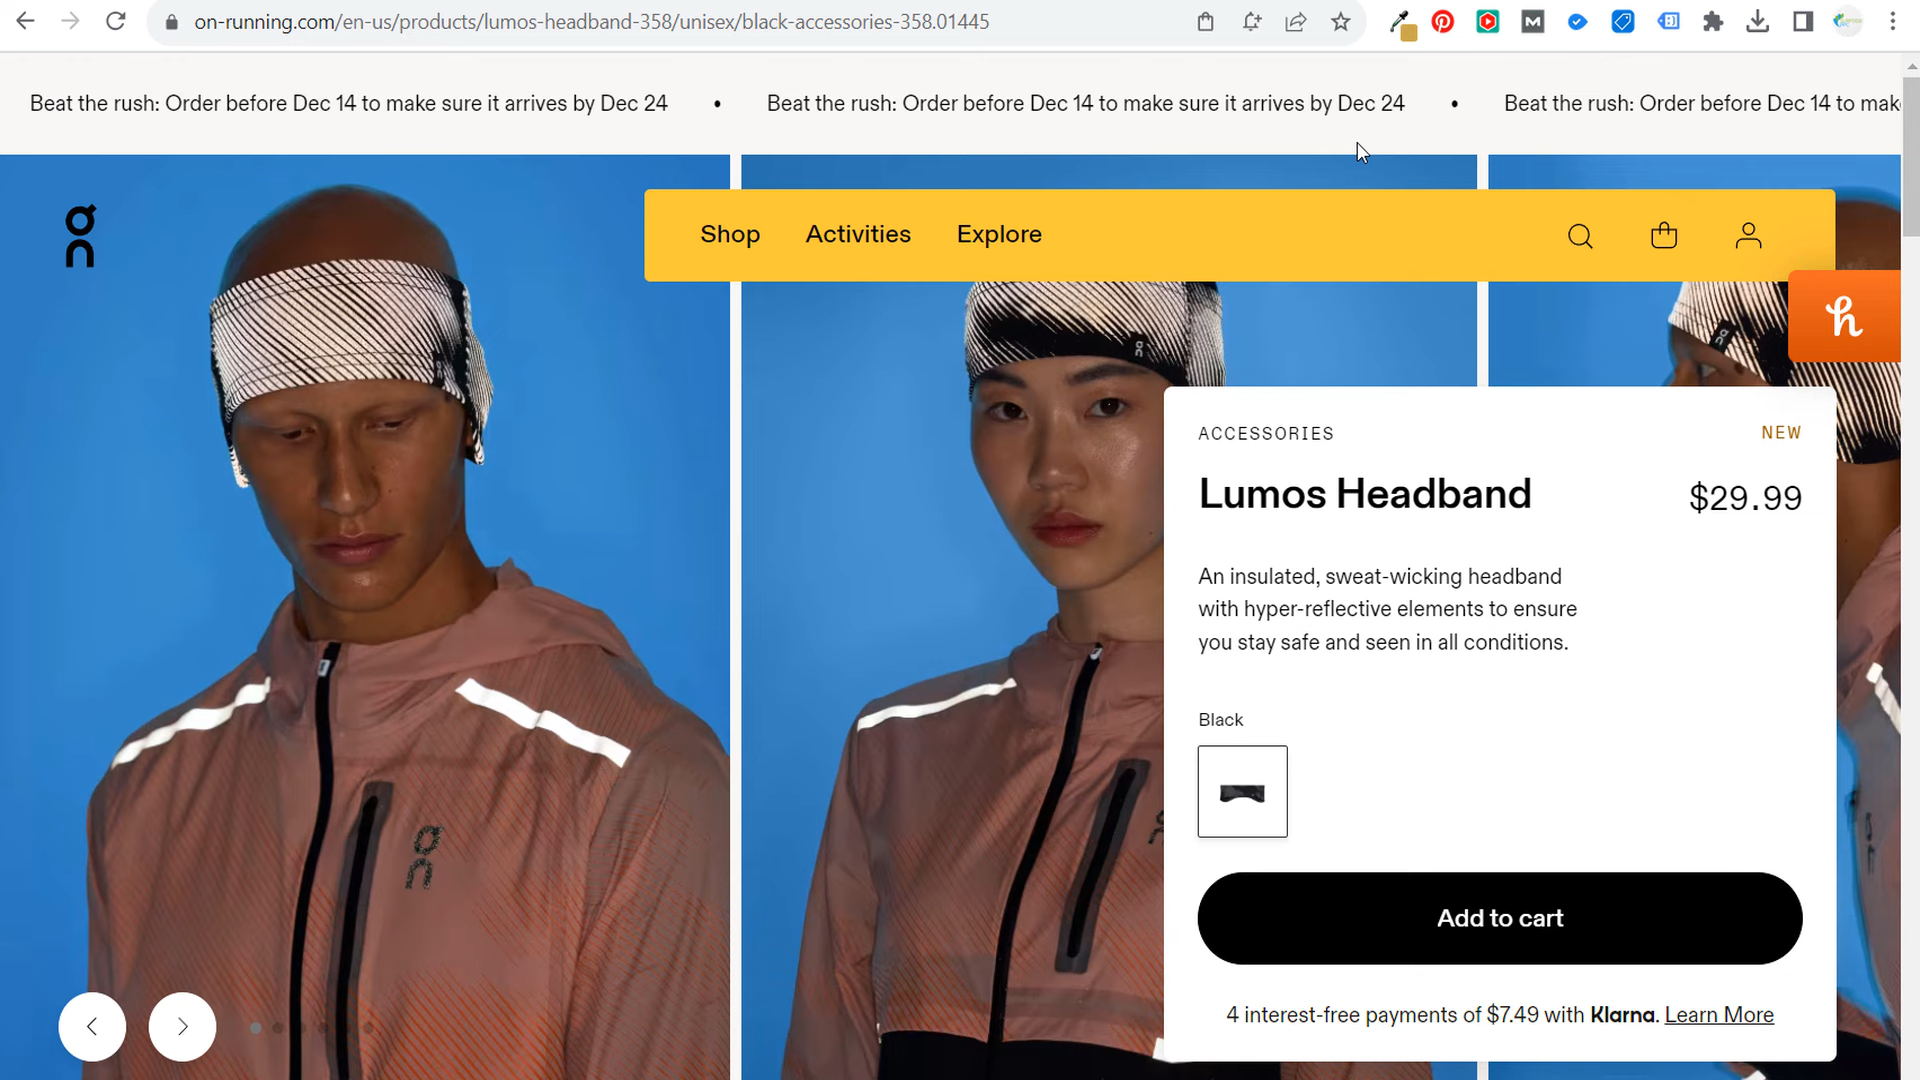 on-running.com/en-us/products/lumos-headband-358/unisex/black-accessories-358.01445
Beat the rush: Order before Dec 14 to make sure it arrives by Dec 24 • Beat the rush: Order before Dec 14 to make sure it arrives by Dec 24 • Beat the rush: Order before Dec 14 to mak
on
Shop Activities Explore
h
ACCESSORIES NEW
Lumos Headband $29.99
An insulated, sweat-wicking headband
with hyper-reflective elements to ensure
you stay safe and seen in all conditions.
Black
on
Add to cart
4 interest-free payments of $7.49 with Klarna. Learn More